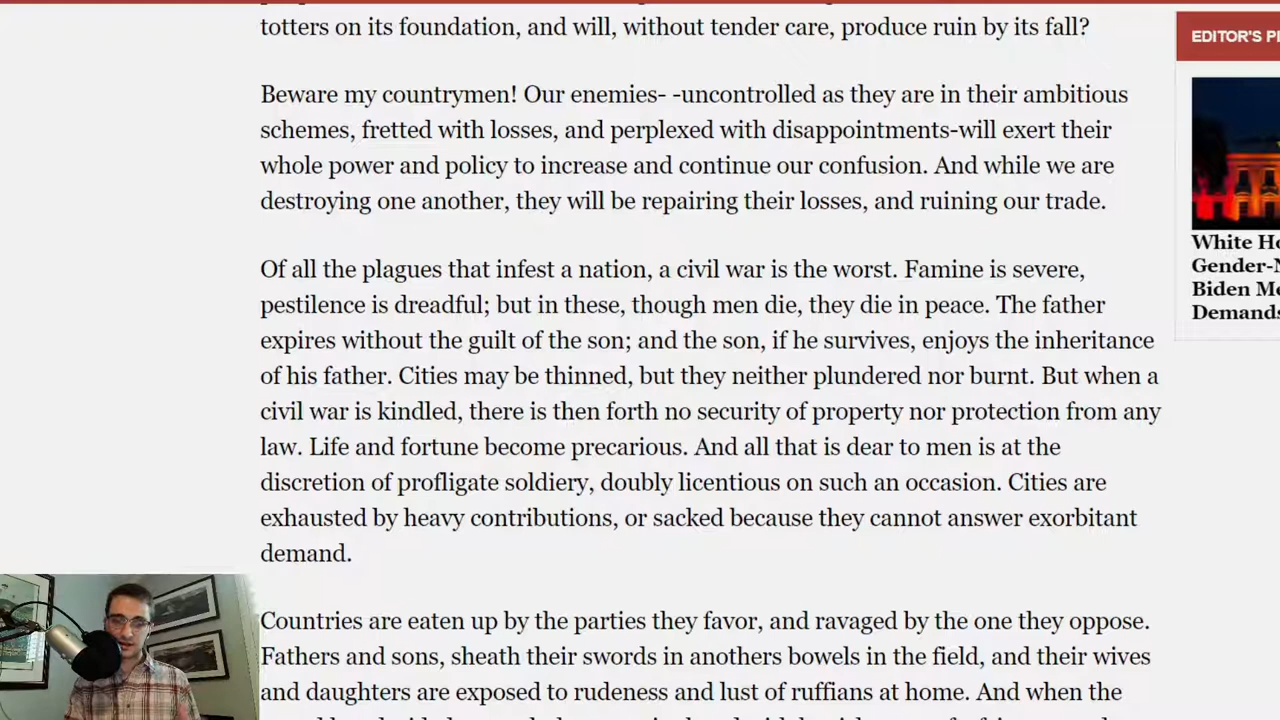 totters on its foundation, and will, without tender care, produce ruin by its fall?
EDITOR'S
Beware my countrymen! Our enemies- -uncontrolled as they are in their ambitious
schemes, fretted with losses, and perplexed with disappointments-will exert their
whole power and policy to increase and continue our confusion. And while we are
destroying one another, they will be repairing their losses, and ruining our trade.
Of all the plagues that infest a nation, a civil war is the worst. Famine is severe,
pestilence is dreadful; but in these, though men die, they die in peace. The father
expires without the guilt of the son; and the son, if he survives, enjoys the inheritance
of his father. Cities may be thinned, but they neither plundered nor burnt. But when a
civil war is kindled, there is then forth no security of property nor protection from any
law. Life and fortune become precarious. And all that is dear to men is at the
discretion of profligate soldiery, doubly licentious on such an occasion. Cities are
exhausted by heavy contributions, or sacked because they cannot answer exorbitant
demand.
Countries are eaten up by the parties they favor, and ravaged by the one they oppose.
Fathers and sons, sheath their swords in anothers bowels in the field, and their wives
and daughters are exposed to rudeness and lust of ruffians at home. And when the
White
Gender-
Biden
Demands